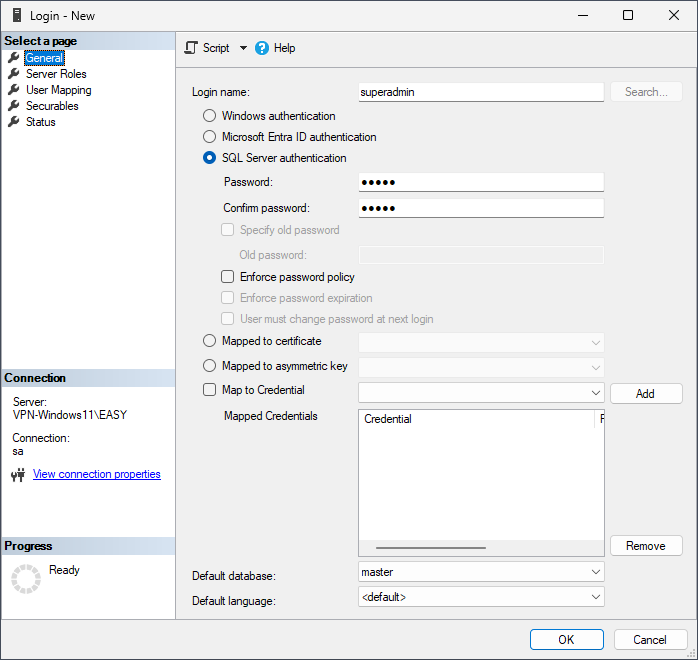 Login - New
Select a page
General
Server Roles
User Mapping
Securables
Status
Script
Help
Login name:
superadmin
Search...
Windows authentication
Microsoft Entra ID authentication
SQL Server authentication
Password:
●●●●●
Confirm password:
●●●●●
Specify old password
Old password:
Enforce password policy
Enforce password expiration
User must change password at next login
Mapped to certificate
Mapped to asymmetric key
Map to Credential
Add
Mapped Credentials
Credential
Remove
Default database:
master
Default language:
<default>
Connection
Server:
VPN-Windows11\EASY
Connection:
sa
View connection properties
Progress
Ready
OK
Cancel